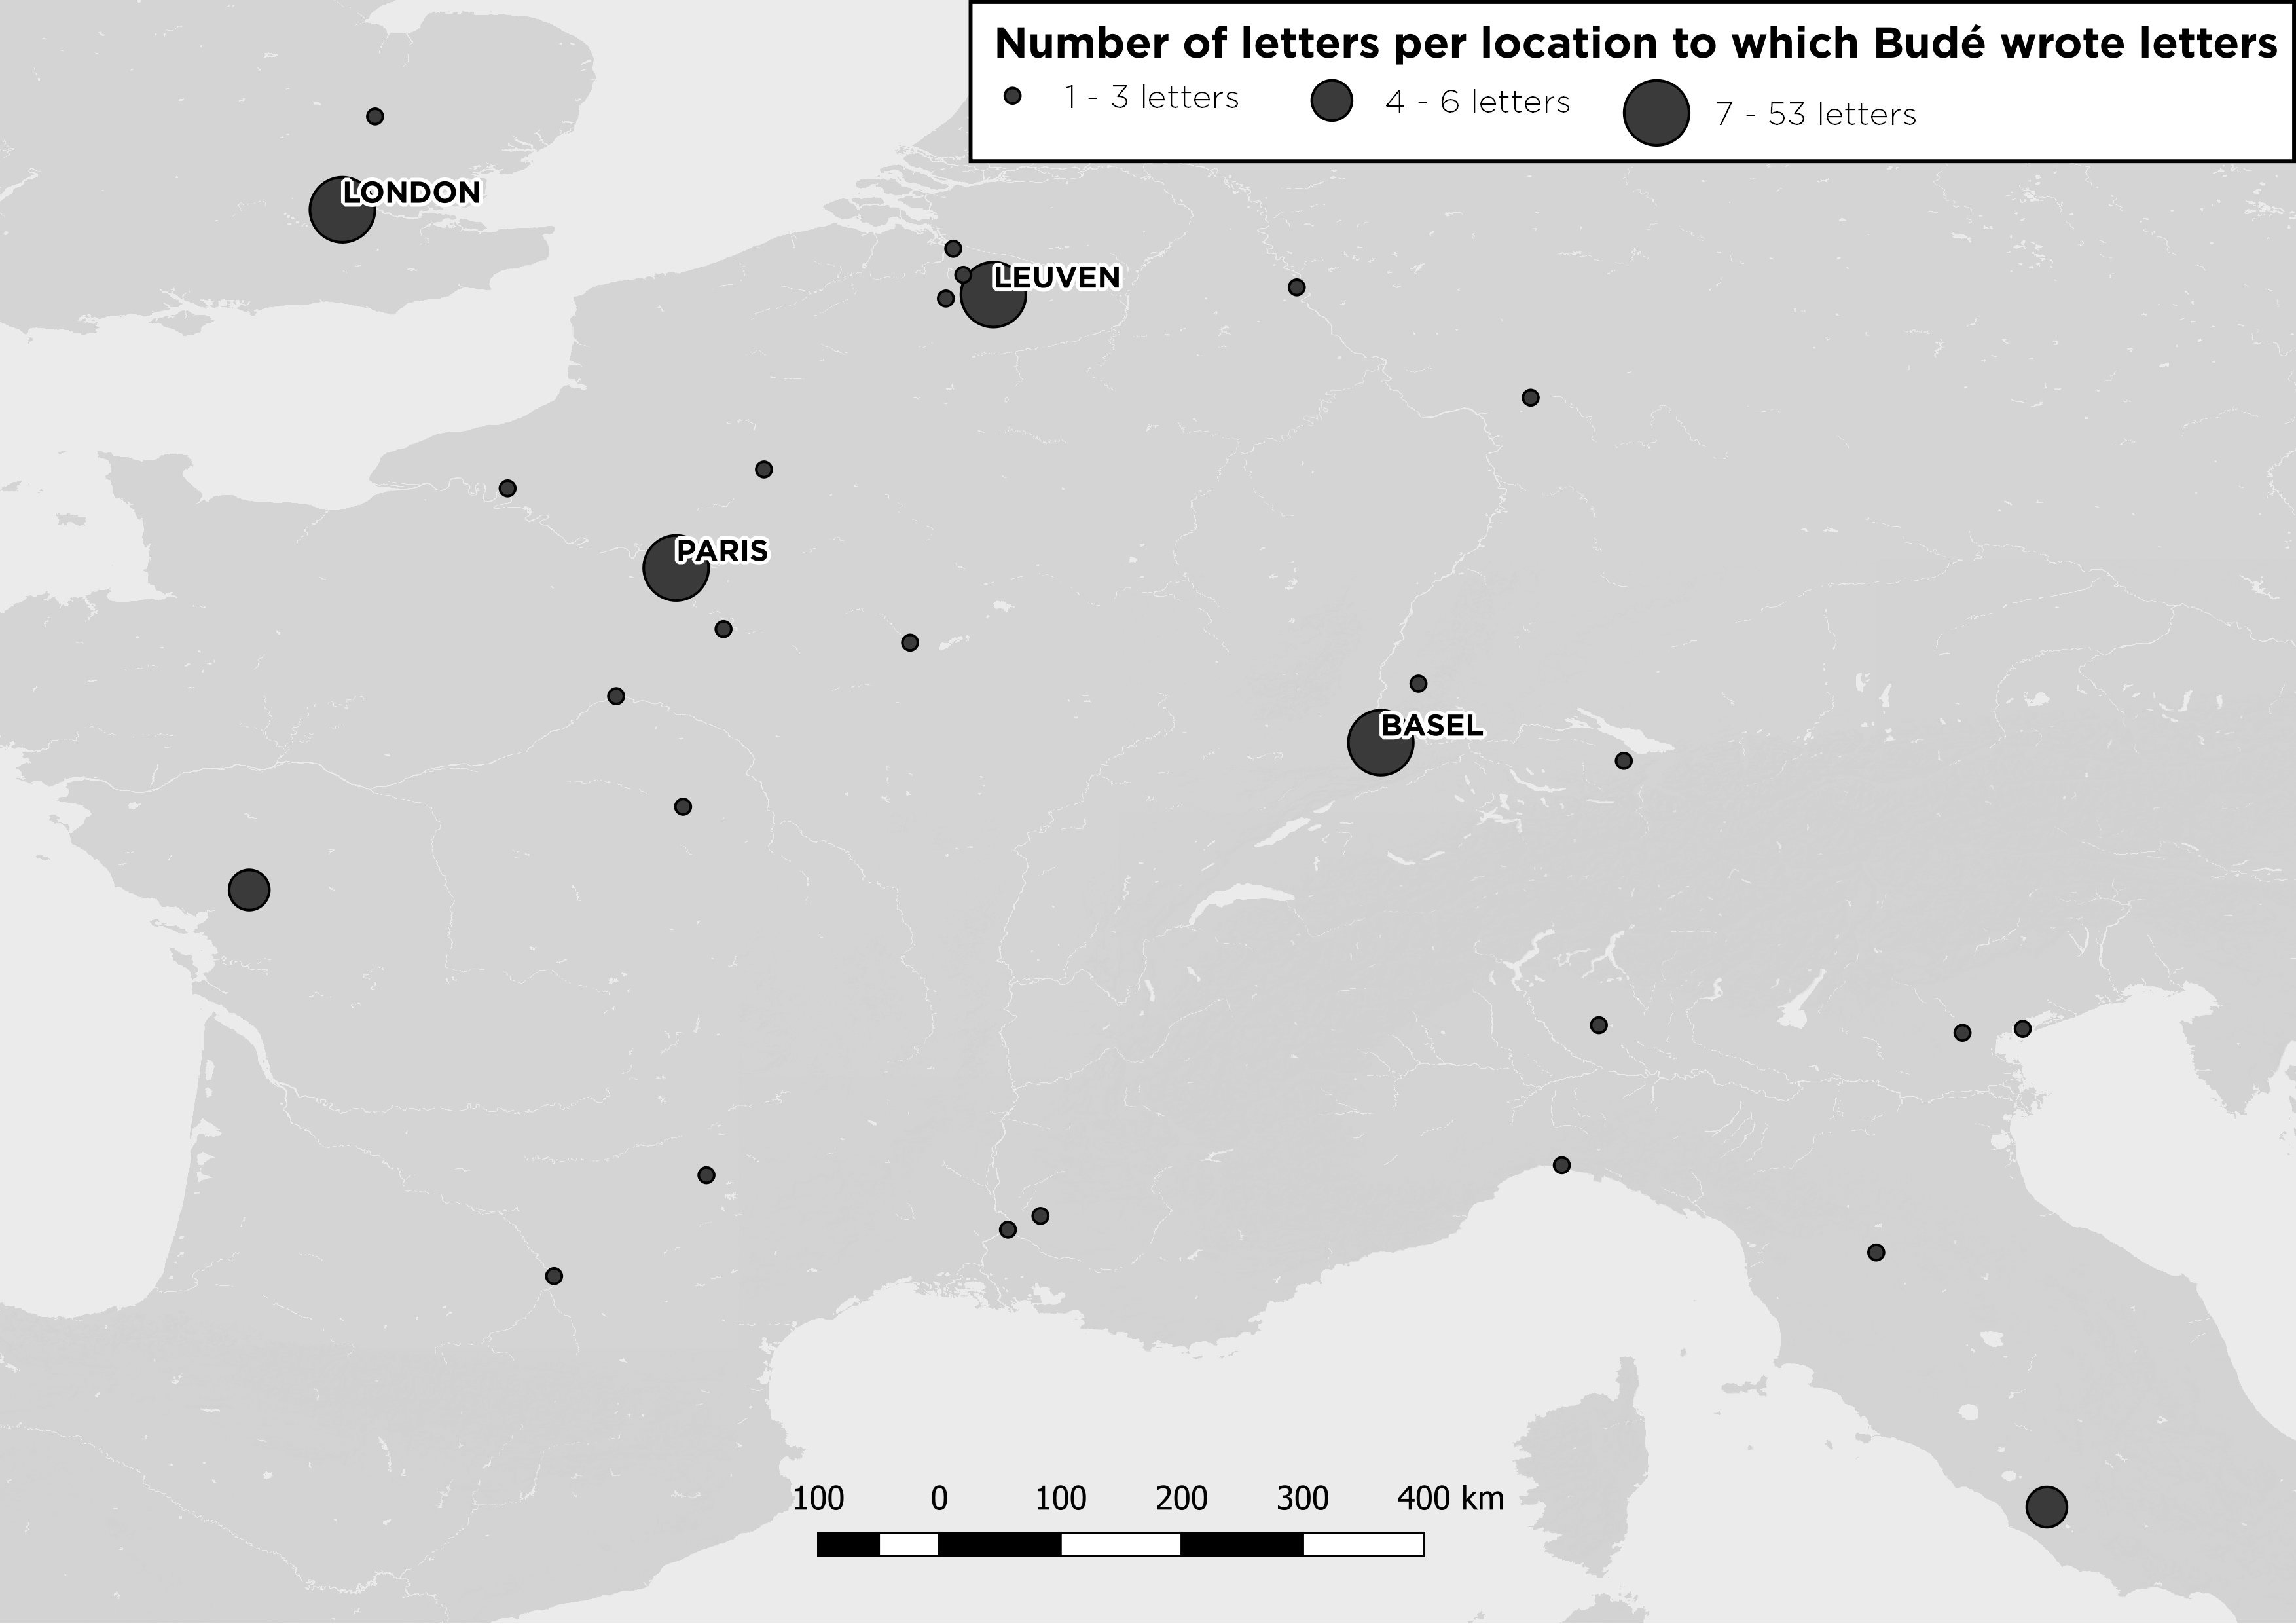 Number of letters per location to which Budé wrote letters
1 - 3 letters 4 - 6 letters 7 - 53 letters
LONDON
LEUVEN
PARIS
BASEL
100 0 100 200 300 400 km